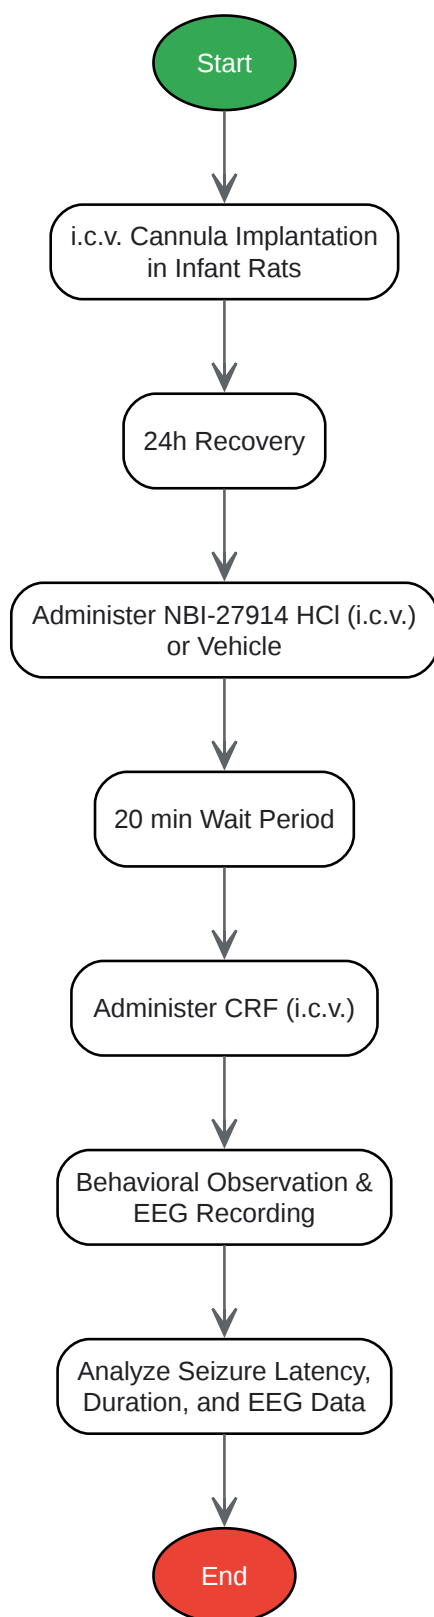 Start
i.c.v. Cannula Implantation
in Infant Rats
24h Recovery
Administer NBI-27914 HCl (i.c.v.)
or Vehicle
20 min Wait Period
Administer CRF (i.c.v.)
Behavioral Observation &
EEG Recording
Analyze Seizure Latency,
Duration, and EEG Data
End